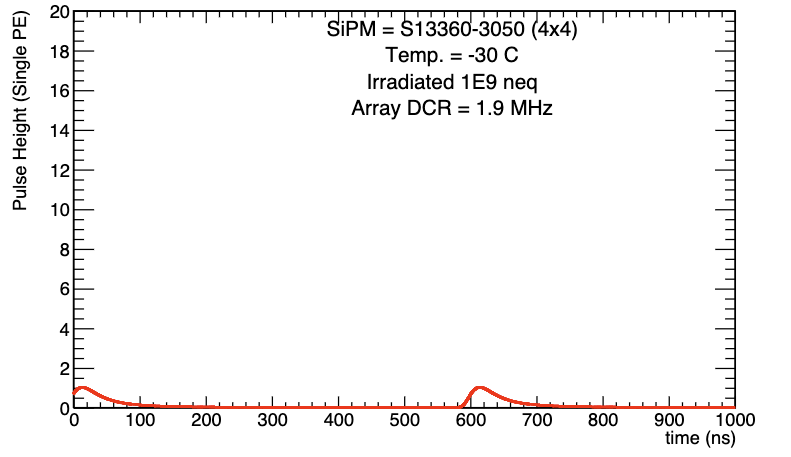 SiPM = S13360-3050 (4x4)
Temp. = -30 C
Irradiated 1E9 neq
Array DCR = 1.9 MHz
Pulse Height (Single PE)
20
18
16
14
12
10
8
6
4
2
0
0 100 200 300 400 500 600 700 800 900 1000
time (ns)